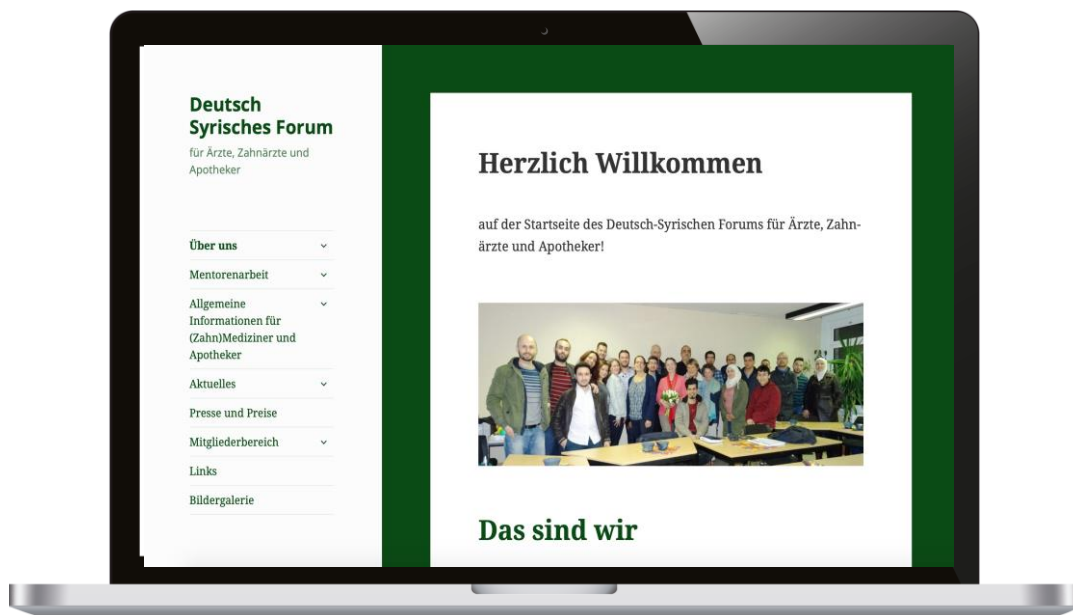 Deutsch
Syrisches Forum
für Ärzte, Zahnärzte und
Apotheker
Über uns
Mentorenarbeit
Allgemeine
Informationen für
(Zahn)Mediziner und
Apotheker
Aktuelles
Presse und Preise
Mitgliederbereich
Links
Bildergalerie
Herzlich Willkommen
auf der Startseite des Deutsch-Syrischen Forums für Ärzte, Zahn-
ärzte und Apotheker!
Das sind wir